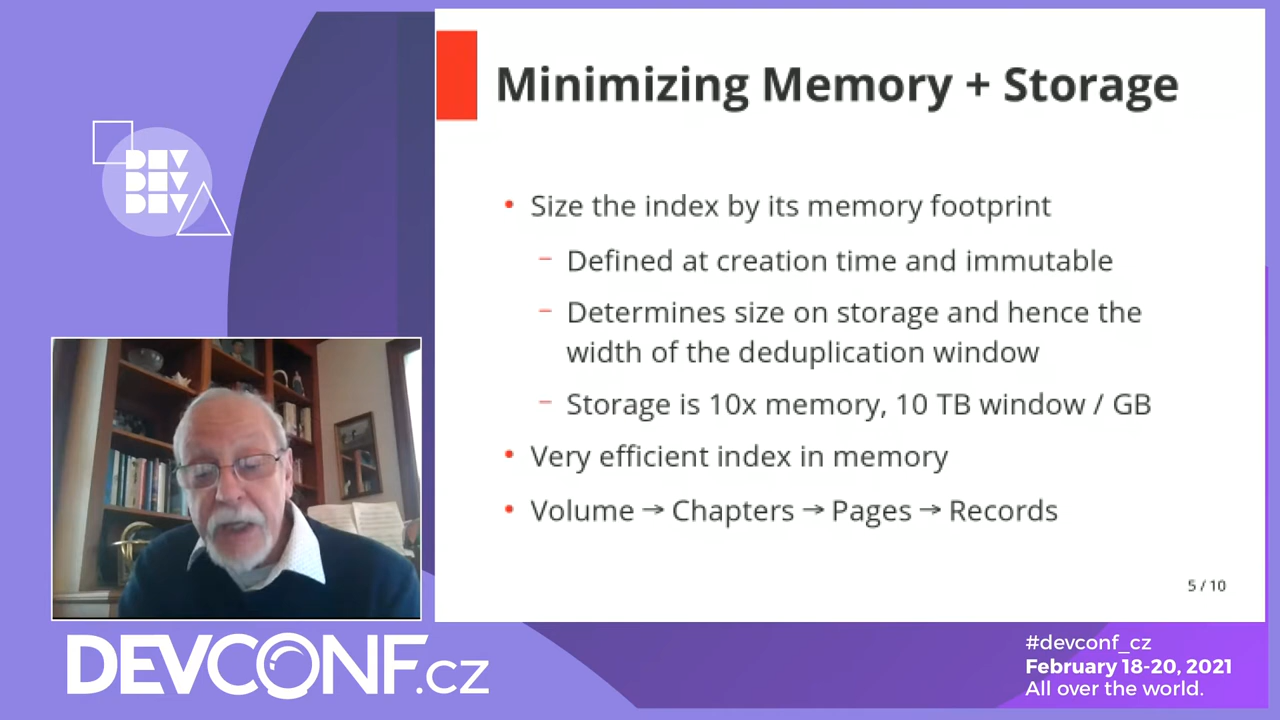 DEV
DEV
DEV
Minimizing Memory + Storage
• Size the index by its memory footprint
– Defined at creation time and immutable
– Determines size on storage and hence the
width of the deduplication window
– Storage is 10x memory, 10 TB window / GB
• Very efficient index in memory
• Volume → Chapters → Pages → Records
5 / 10
DEVCONF.cz
#devconf_cz
February 18-20, 2021
All over the world.